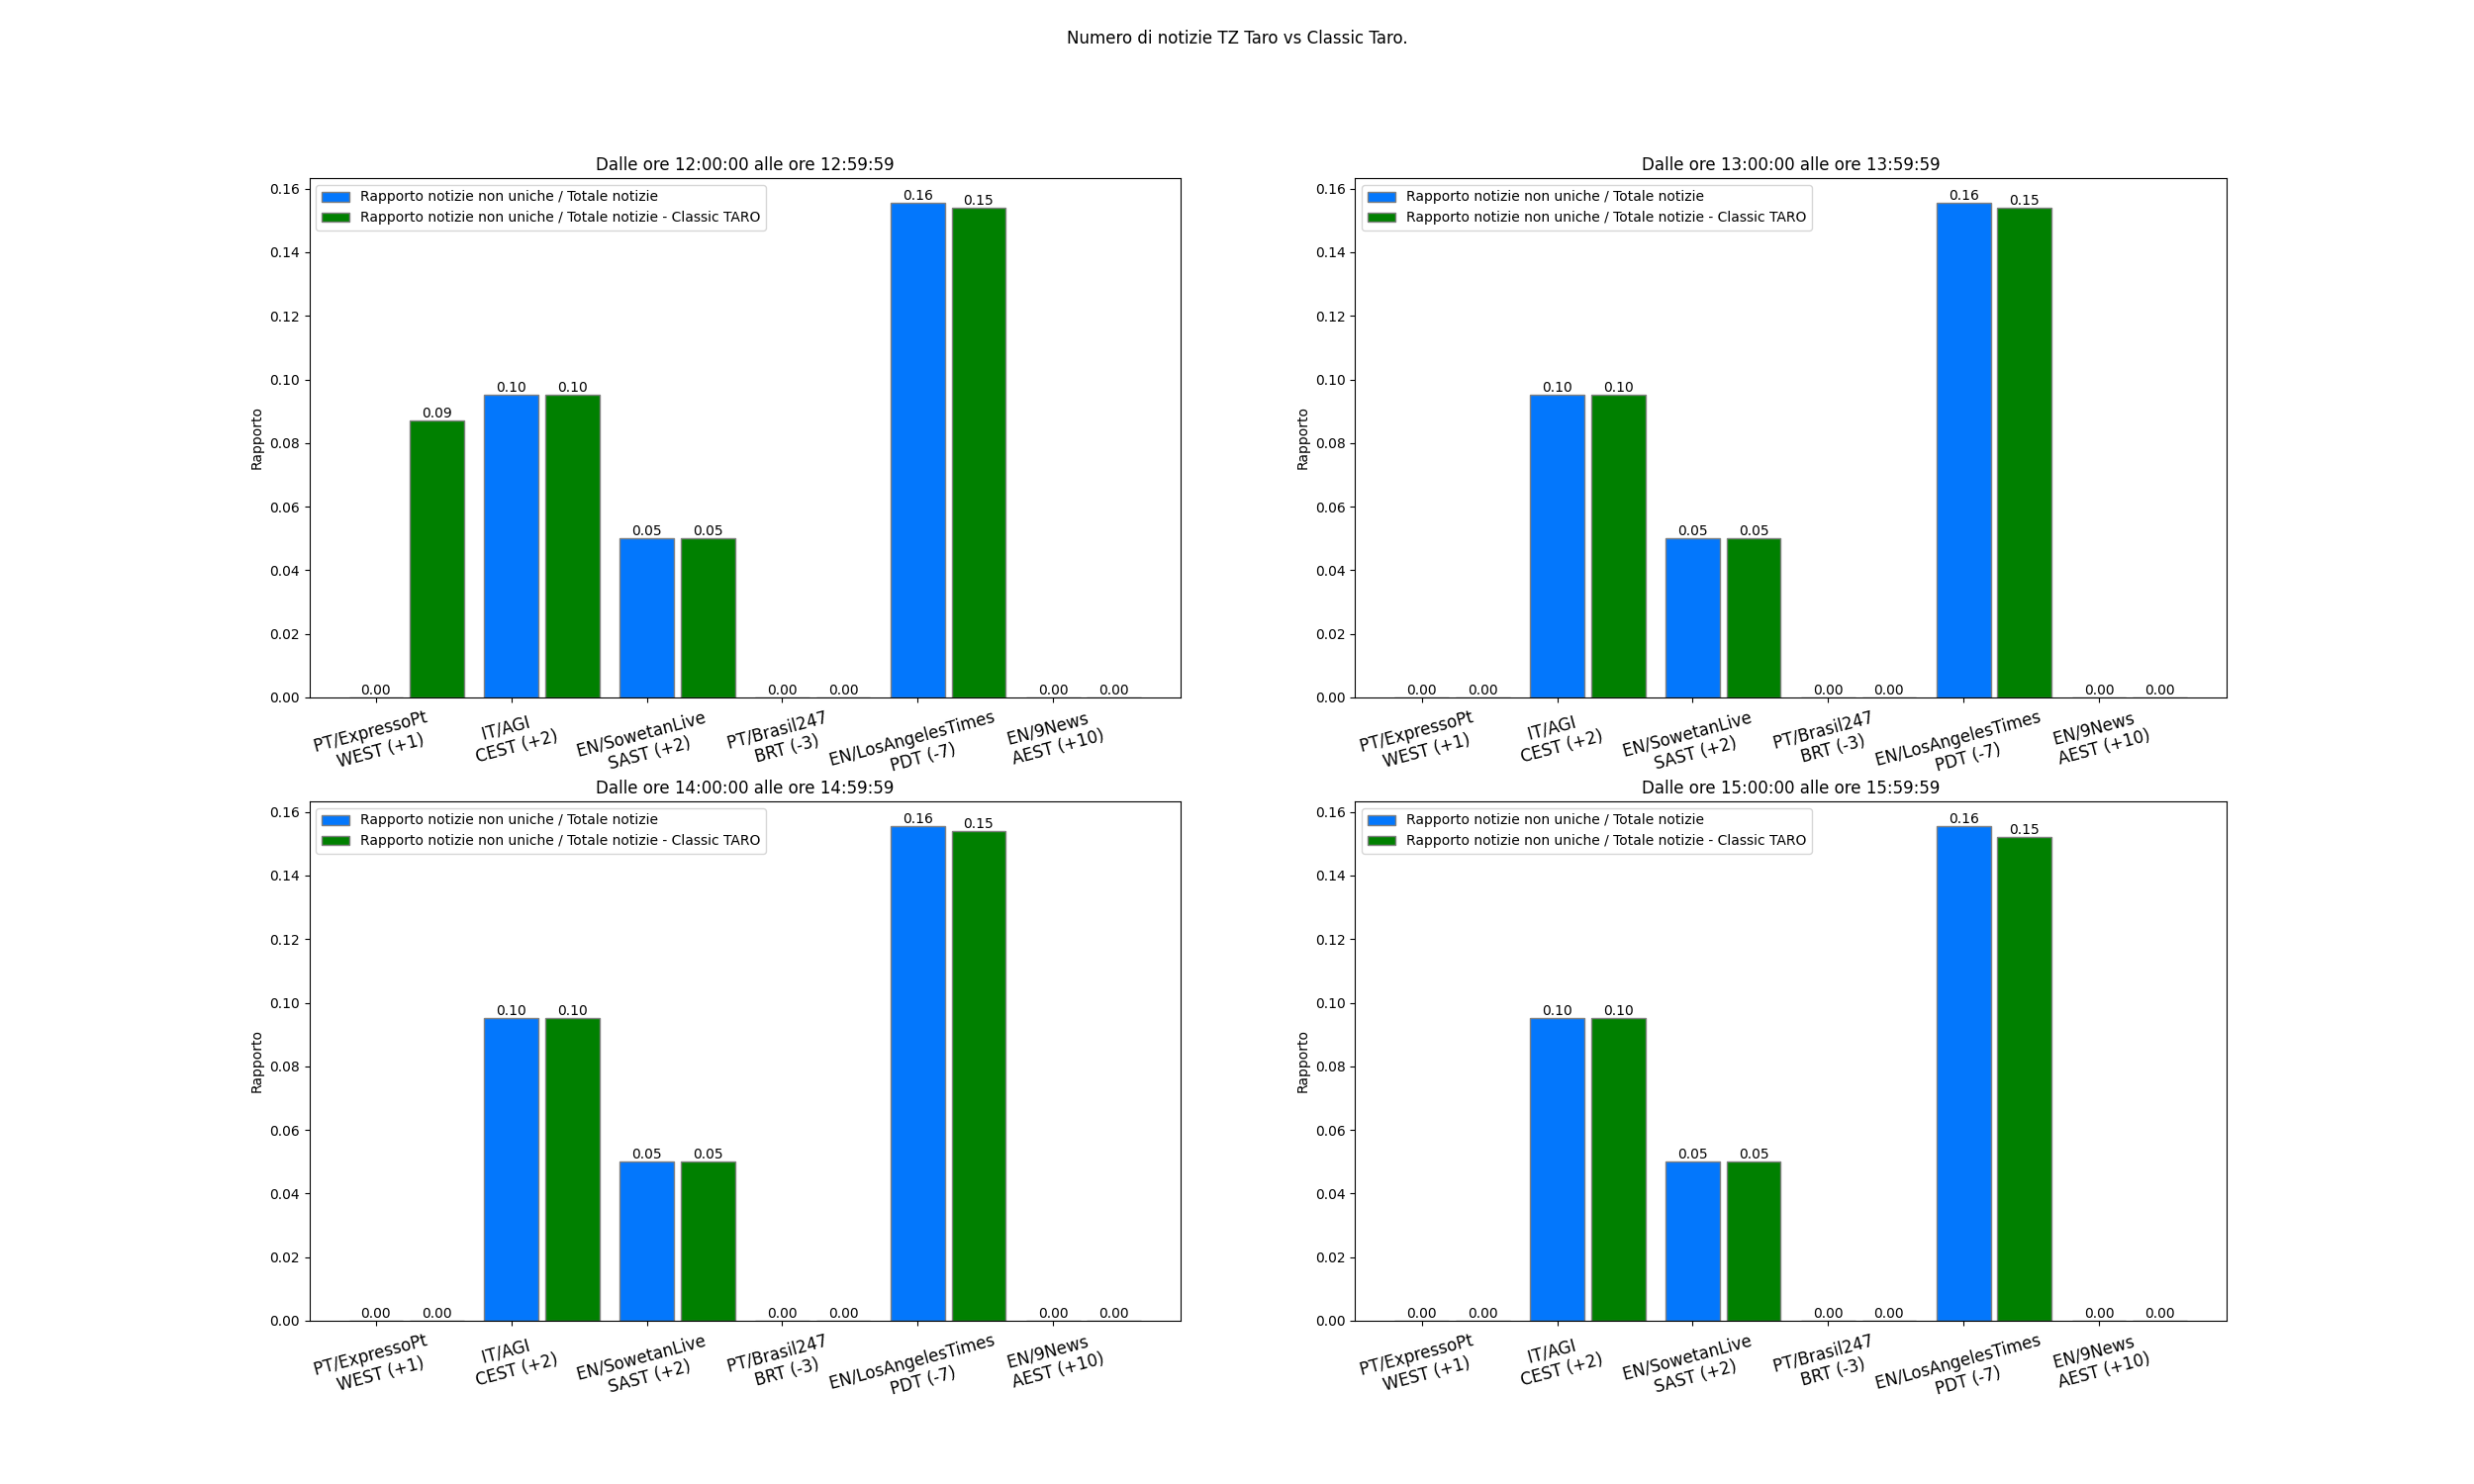 Numero di notizie TZ Taro vs Classic Taro.
Dalle ore 12:00:00 alle ore 12:59:59
Rapporto notizie non uniche / Totale notizie
Rapporto notizie non uniche / Totale notizie - Classic TARO
Rapporto
0.16
0.14
0.12
0.10
0.08
0.06
0.04
0.02
0.00
0.00
0.09
0.10
0.10
0.05
0.05
0.00
0.00
0.16
0.15
0.00
0.00
PT/ExpressoPt
WEST (+1)
IT/AGI
CEST (+2)
EN/SowetanLive
SAST (+2)
PT/Brasil247
BRT (-3)
EN/LosAngelesTimes
PDT (-7)
EN/9News
AEST (+10)
Dalle ore 13:00:00 alle ore 13:59:59
Rapporto notizie non uniche / Totale notizie
Rapporto notizie non uniche / Totale notizie - Classic TARO
Rapporto
0.16
0.14
0.12
0.10
0.08
0.06
0.04
0.02
0.00
0.00
0.00
0.10
0.10
0.05
0.05
0.00
0.00
0.16
0.15
0.00
0.00
PT/ExpressoPt
WEST (+1)
IT/AGI
CEST (+2)
EN/SowetanLive
SAST (+2)
PT/Brasil247
BRT (-3)
EN/LosAngelesTimes
PDT (-7)
EN/9News
AEST (+10)
Dalle ore 14:00:00 alle ore 14:59:59
Rapporto notizie non uniche / Totale notizie
Rapporto notizie non uniche / Totale notizie - Classic TARO
Rapporto
0.16
0.14
0.12
0.10
0.08
0.06
0.04
0.02
0.00
0.00
0.00
0.10
0.10
0.05
0.05
0.00
0.00
0.16
0.15
0.00
0.00
PT/ExpressoPt
WEST (+1)
IT/AGI
CEST (+2)
EN/SowetanLive
SAST (+2)
PT/Brasil247
BRT (-3)
EN/LosAngelesTimes
PDT (-7)
EN/9News
AEST (+10)
Dalle ore 15:00:00 alle ore 15:59:59
Rapporto notizie non uniche / Totale notizie
Rapporto notizie non uniche / Totale notizie - Classic TARO
Rapporto
0.16
0.14
0.12
0.10
0.08
0.06
0.04
0.02
0.00
0.00
0.00
0.10
0.10
0.05
0.05
0.00
0.00
0.16
0.15
0.00
0.00
PT/ExpressoPt
WEST (+1)
IT/AGI
CEST (+2)
EN/SowetanLive
SAST (+2)
PT/Brasil247
BRT (-3)
EN/LosAngelesTimes
PDT (-7)
EN/9News
AEST (+10)